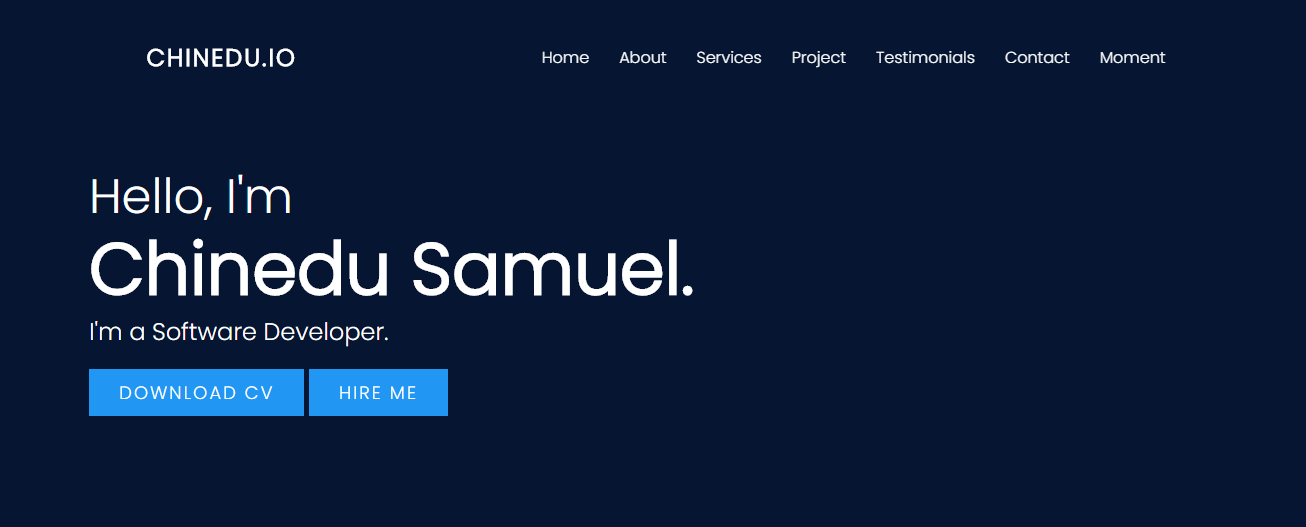 CHINEDU.IO
Home About Services Project Testimonials Contact Moment
Hello, I'm
Chinedu Samuel.
I'm a Software Developer.
DOWNLOAD CV HIRE ME